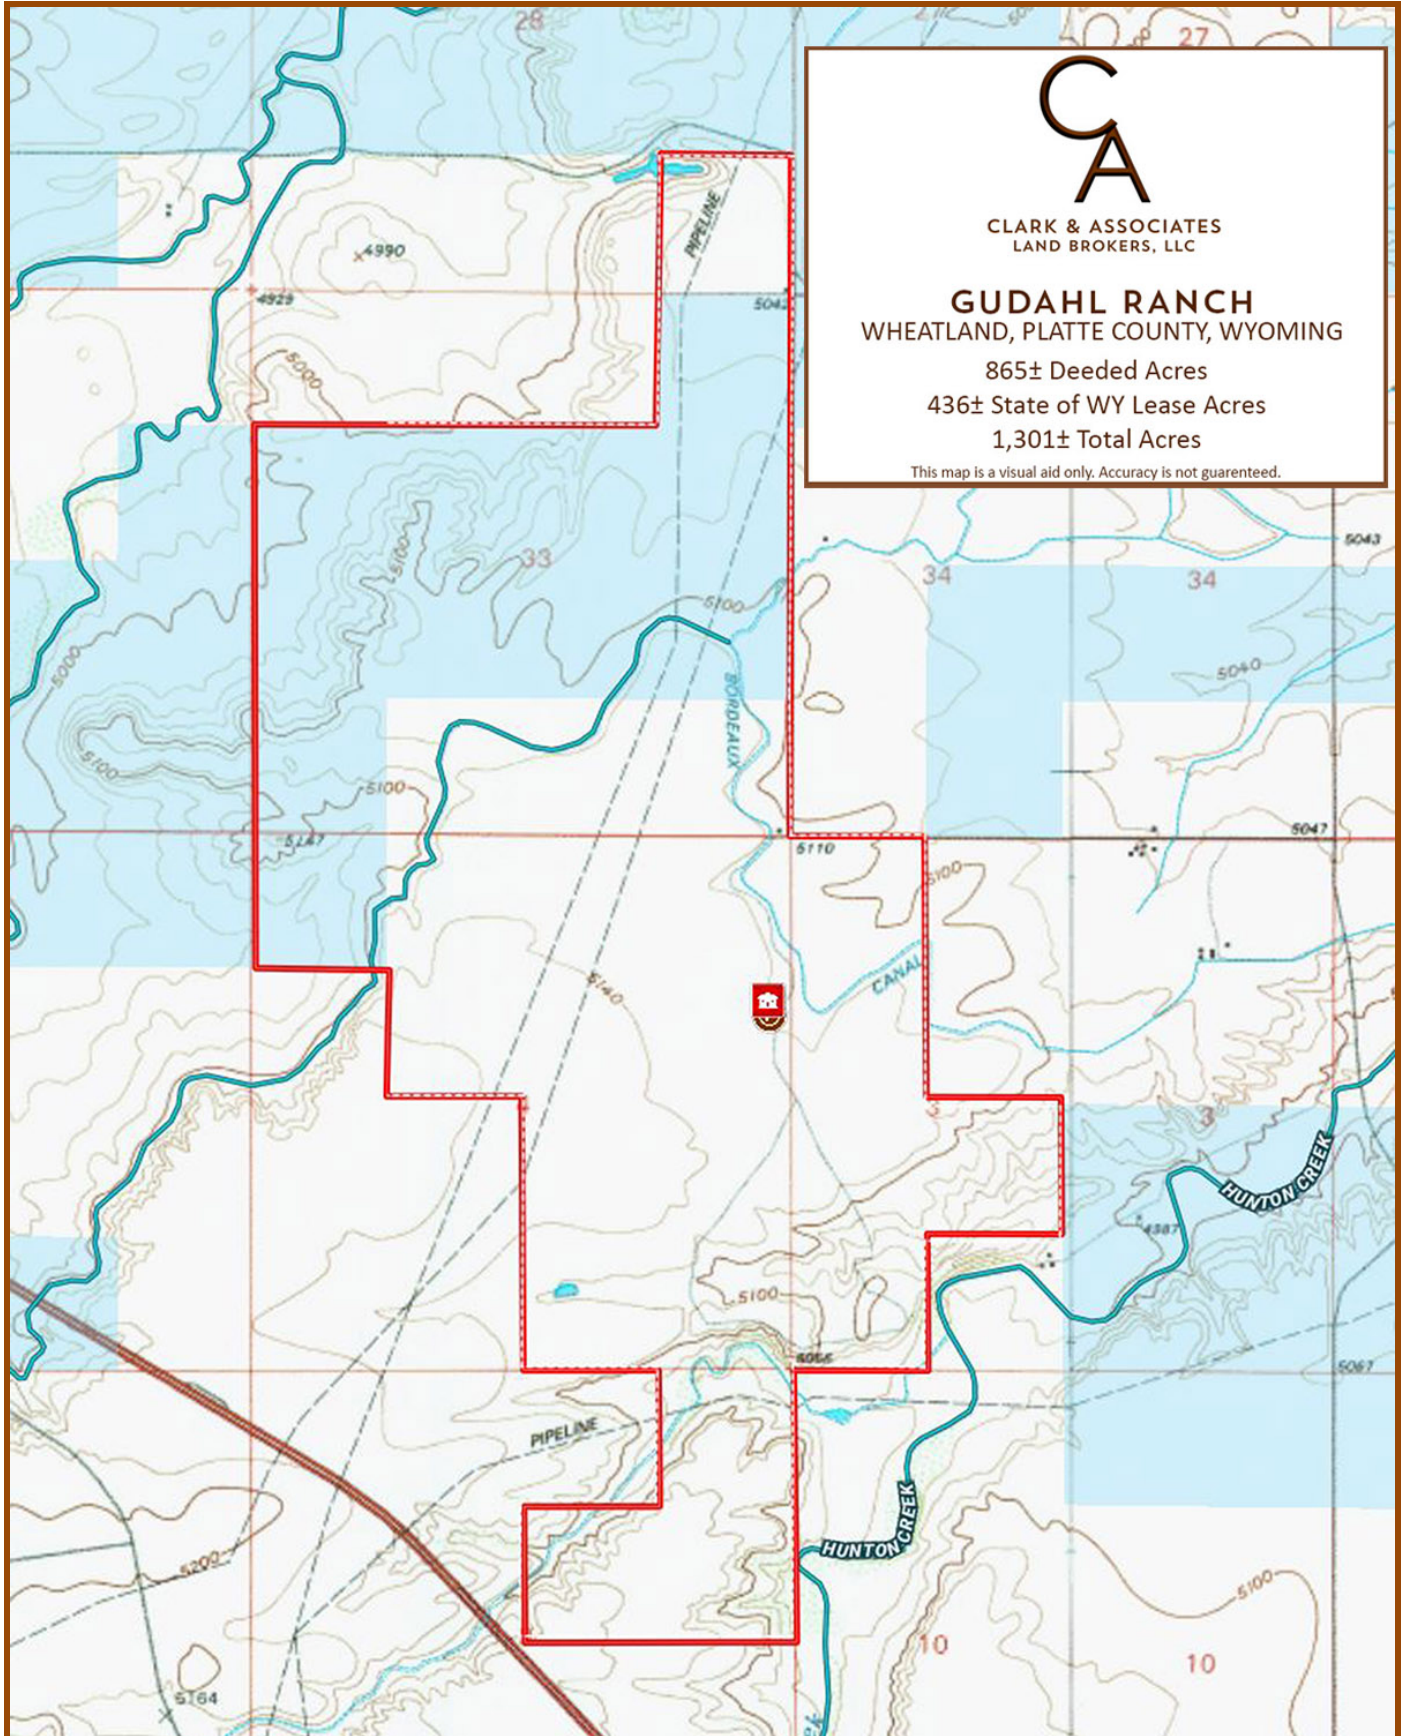 28
27
CA
CLARK & ASSOCIATES
LAND BROKERS, LLC
GUDAHL RANCH
WHEATLAND, PLATTE COUNTY, WYOMING
865± Deeded Acres
436± State of WY Lease Acres
1,301± Total Acres
This map is a visual aid only. Accuracy is not guarenteed.
PIPELINE
4990
4929
5000
5043
5100
33
34
34
5100
5000
5040
BORDEAUX
5100
5100
5047
5110
5100
CANAL
5140
3
3
HUNTON CREEK
4987
5100
5067
PIPELINE
HUNTON CREEK
5200
5100
10
10
5164